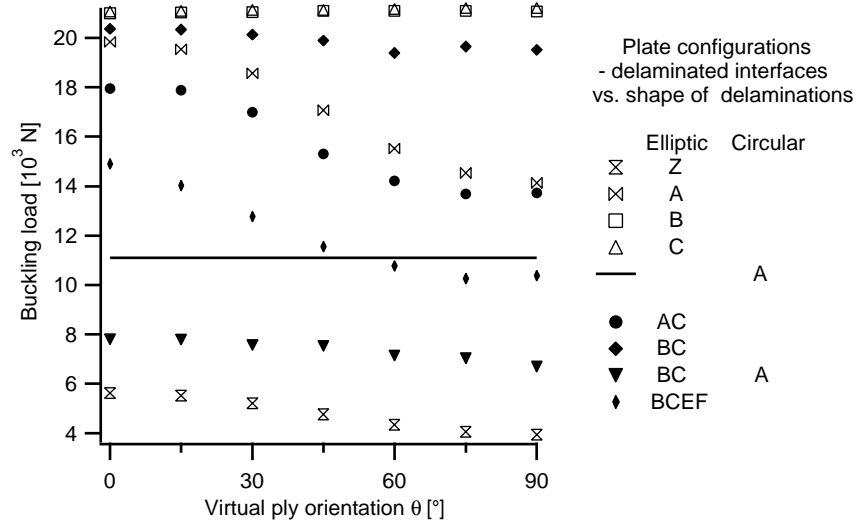 20
18
16
14
12
10
8
6
4
Buckling load [10³ N]
0
30
60
90
Virtual ply orientation θ [°]
Plate configurations
- delaminated interfaces
vs. shape of delaminations
Elliptic Circular
Z
A
B
C
A
AC
BC
BC A
BCEF